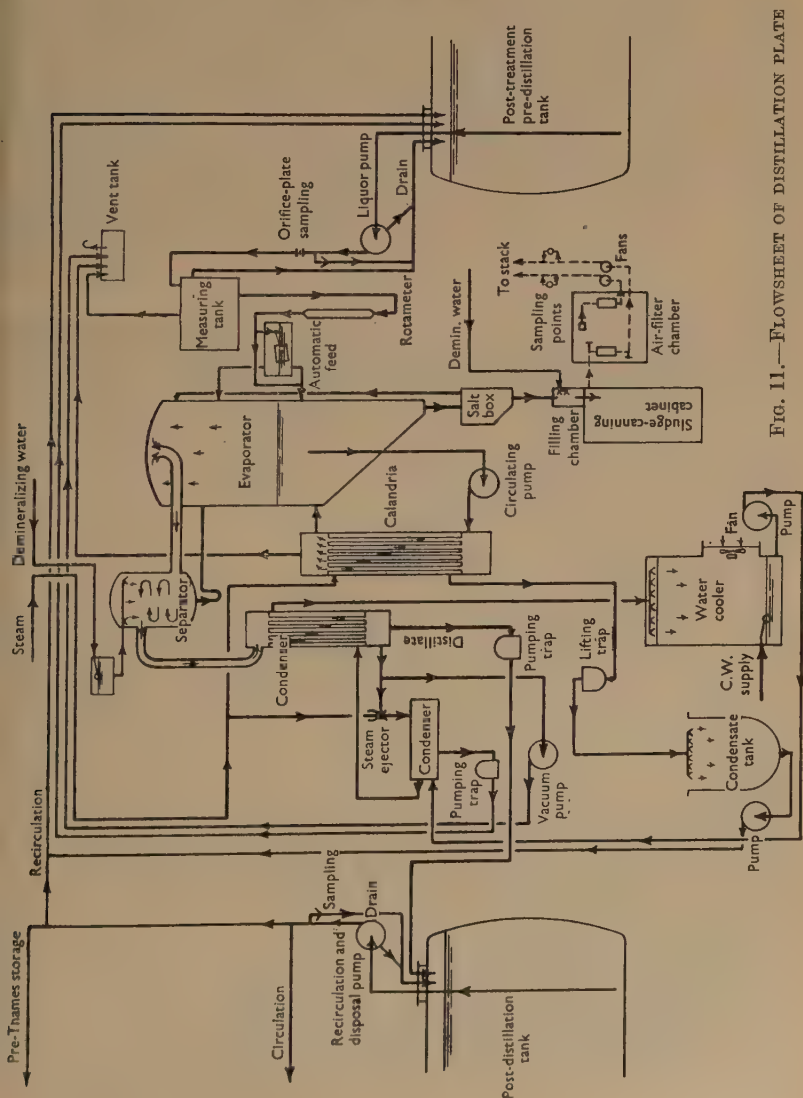 Pre-Thames storage
Recirculation
Steam
Demineralizing water
Vent tank
Circulation
Sampling
Recirculation and
disposal pump
Drain
Post-distillation
tank
Separator
Condenser
Distillate
Steam
ejector
Condenser
Pumping
trap
Pumping trap
Vacuum
pump
Evaporator
Calandria
Circulating
pump
Lifting
trap
Measuring
tank
Automatic
feed
Rotameter
Orifice-plate
sampling
Liquor pump
Drain
Post-treatment
pre-distillation
tank
Salt
box
Demin. water
Filling
chamber
Sludge-canning
cabinet
To stack
Sampling
points
Fans
Air-filter
chamber
Water
cooler
Fan
Pump
C.W.
supply
Condensate
tank
Pump
FIG. 11.—FLOWSHEET OF DISTILLATION PLATE